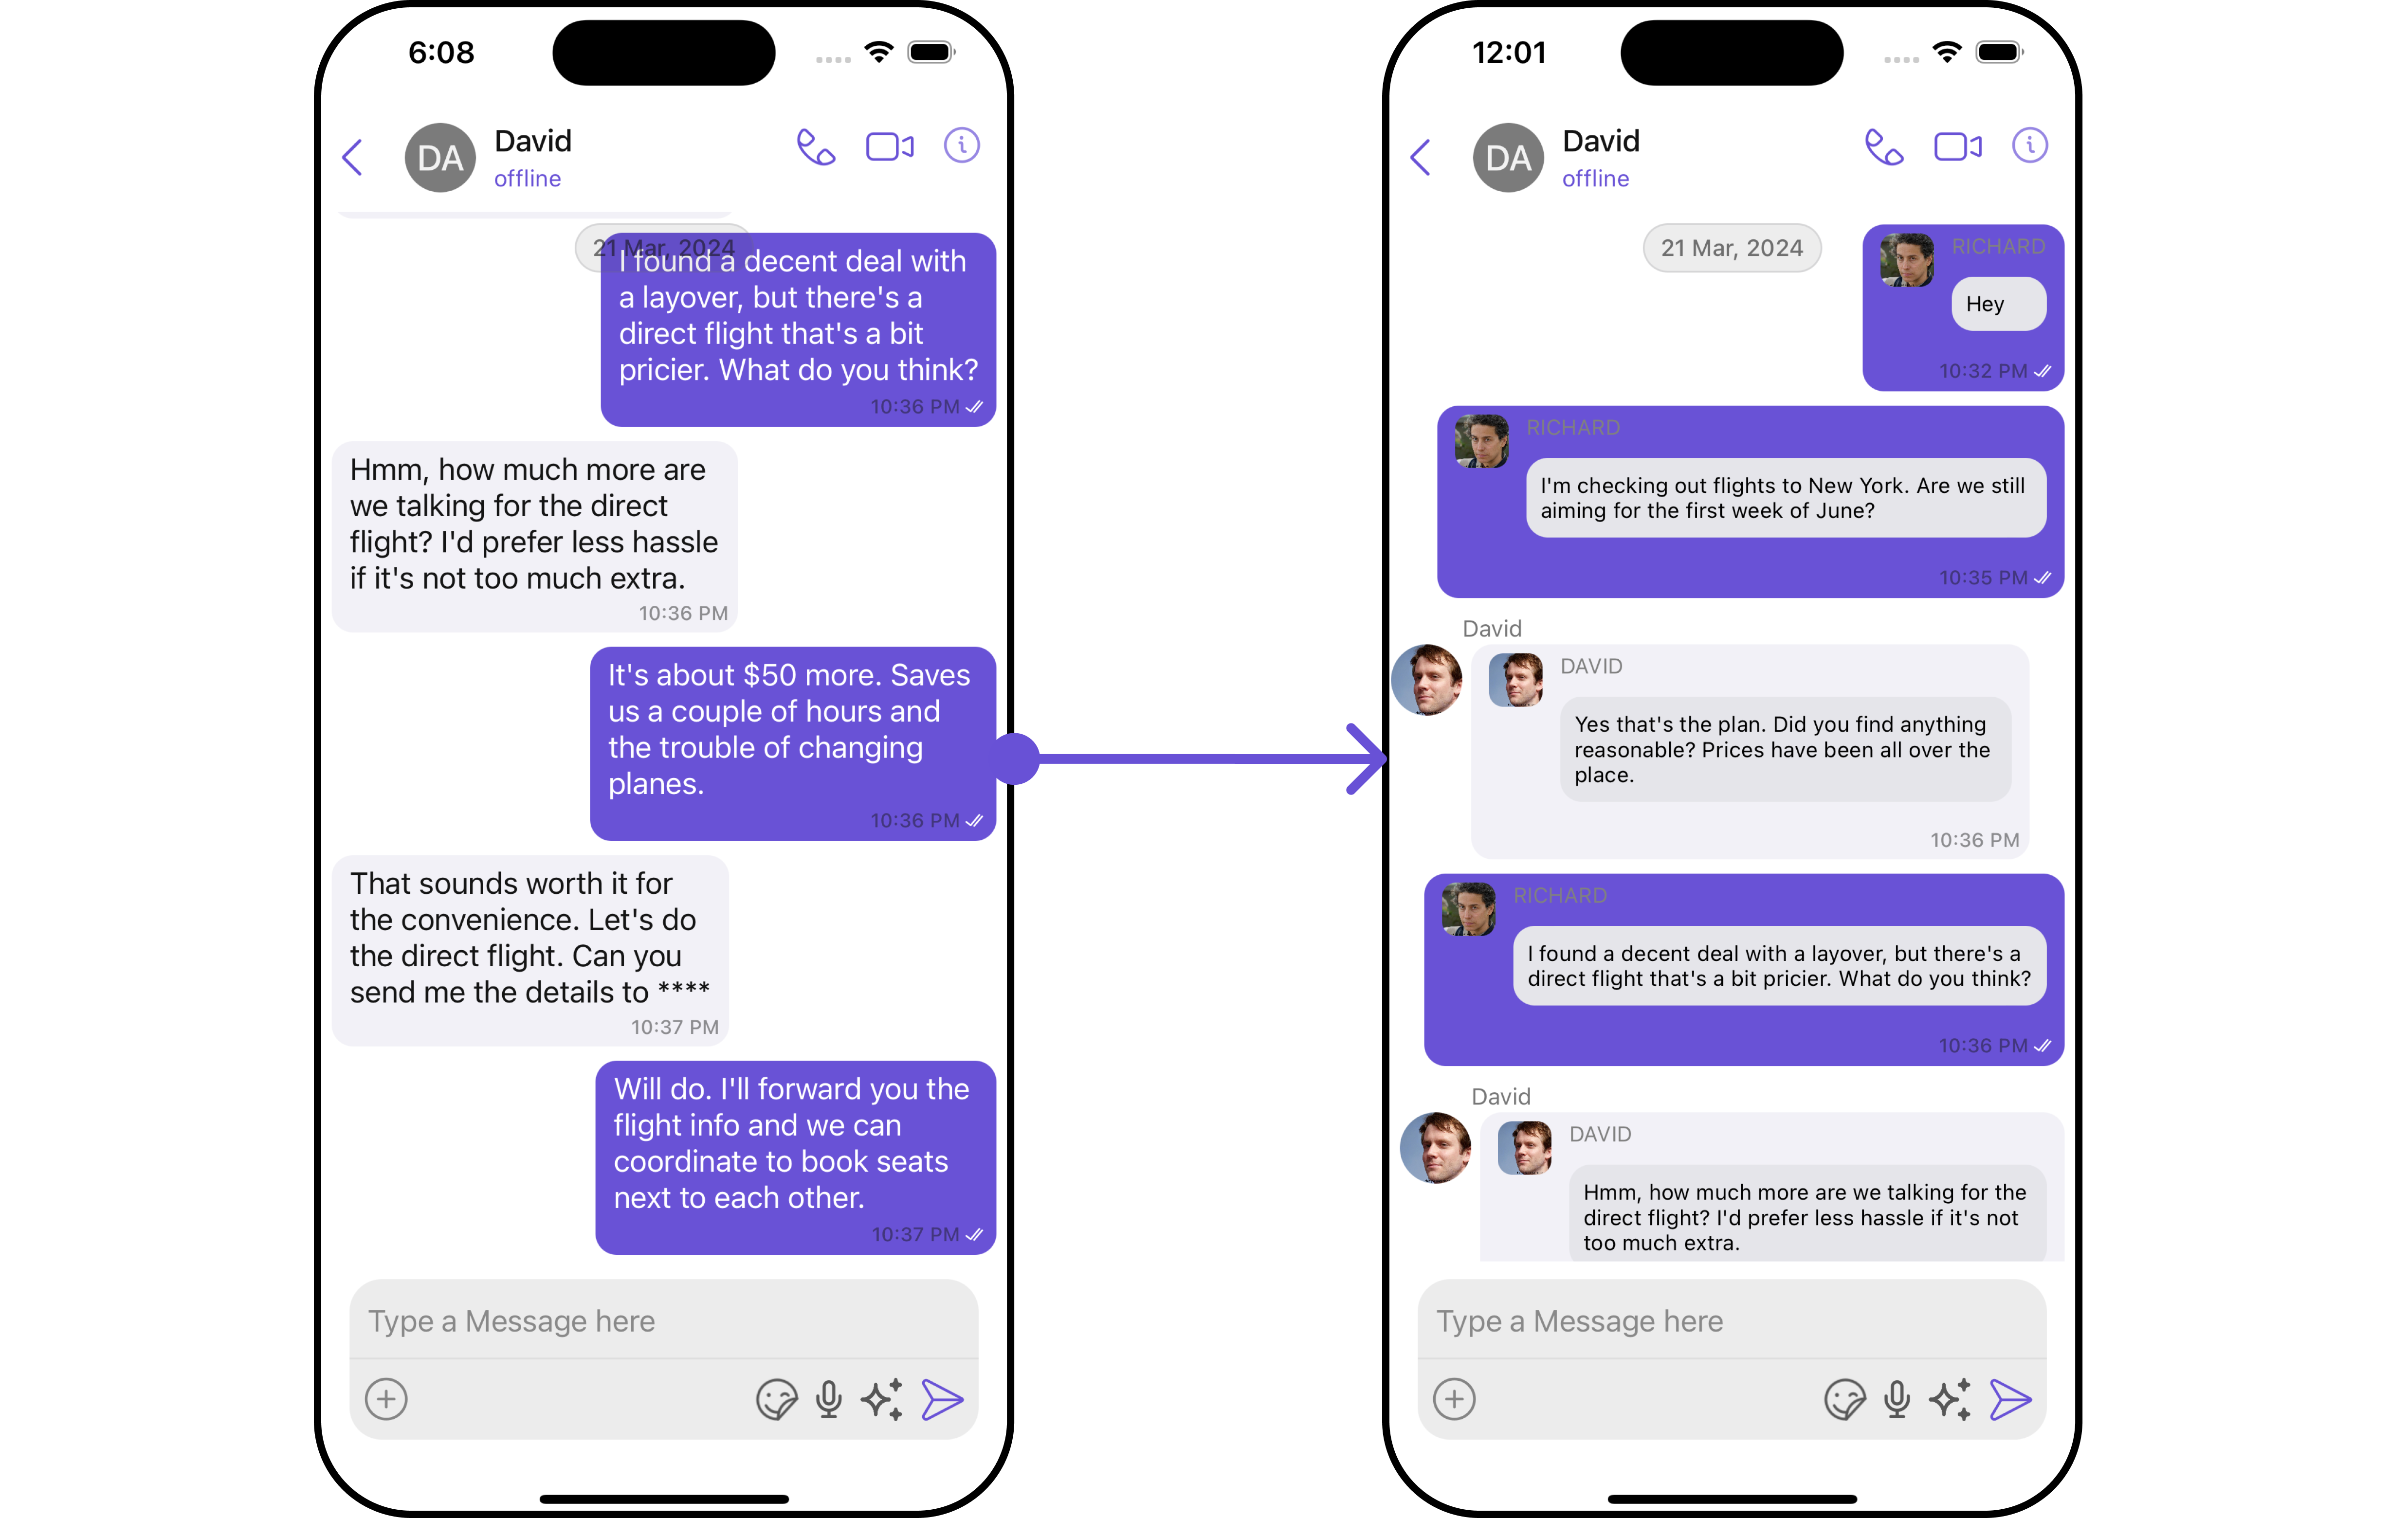 6:08
DA
David
offline
21 Mar, 2024
I found a decent deal with
a layover, but there's a
direct flight that's a bit
pricier. What do you think?
10:36 PM
Hmm, how much more are
we talking for the direct
flight? I'd prefer less hassle
if it's not too much extra.
10:36 PM
It's about $50 more. Saves
us a couple of hours and
the trouble of changing
planes.
10:36 PM
That sounds worth it for
the convenience. Let's do
the direct flight. Can you
send me the details to ****
10:37 PM
Will do. I'll forward you the
flight info and we can
coordinate to book seats
next to each other.
10:37 PM
Type a Message here
12:01
DA
David
offline
21 Mar, 2024
RICHARD
Hey
10:32 PM
RICHARD
I'm checking out flights to New York. Are we still
aiming for the first week of June?
10:35 PM
David
DAVID
Yes that's the plan. Did you find anything
reasonable? Prices have been all over the
place.
10:36 PM
RICHARD
I found a decent deal with a layover, but there's a
direct flight that's a bit pricier. What do you think?
10:36 PM
David
DAVID
Hmm, how much more are we talking for the
direct flight? I'd prefer less hassle if it's not
too much extra.
Type a Message here